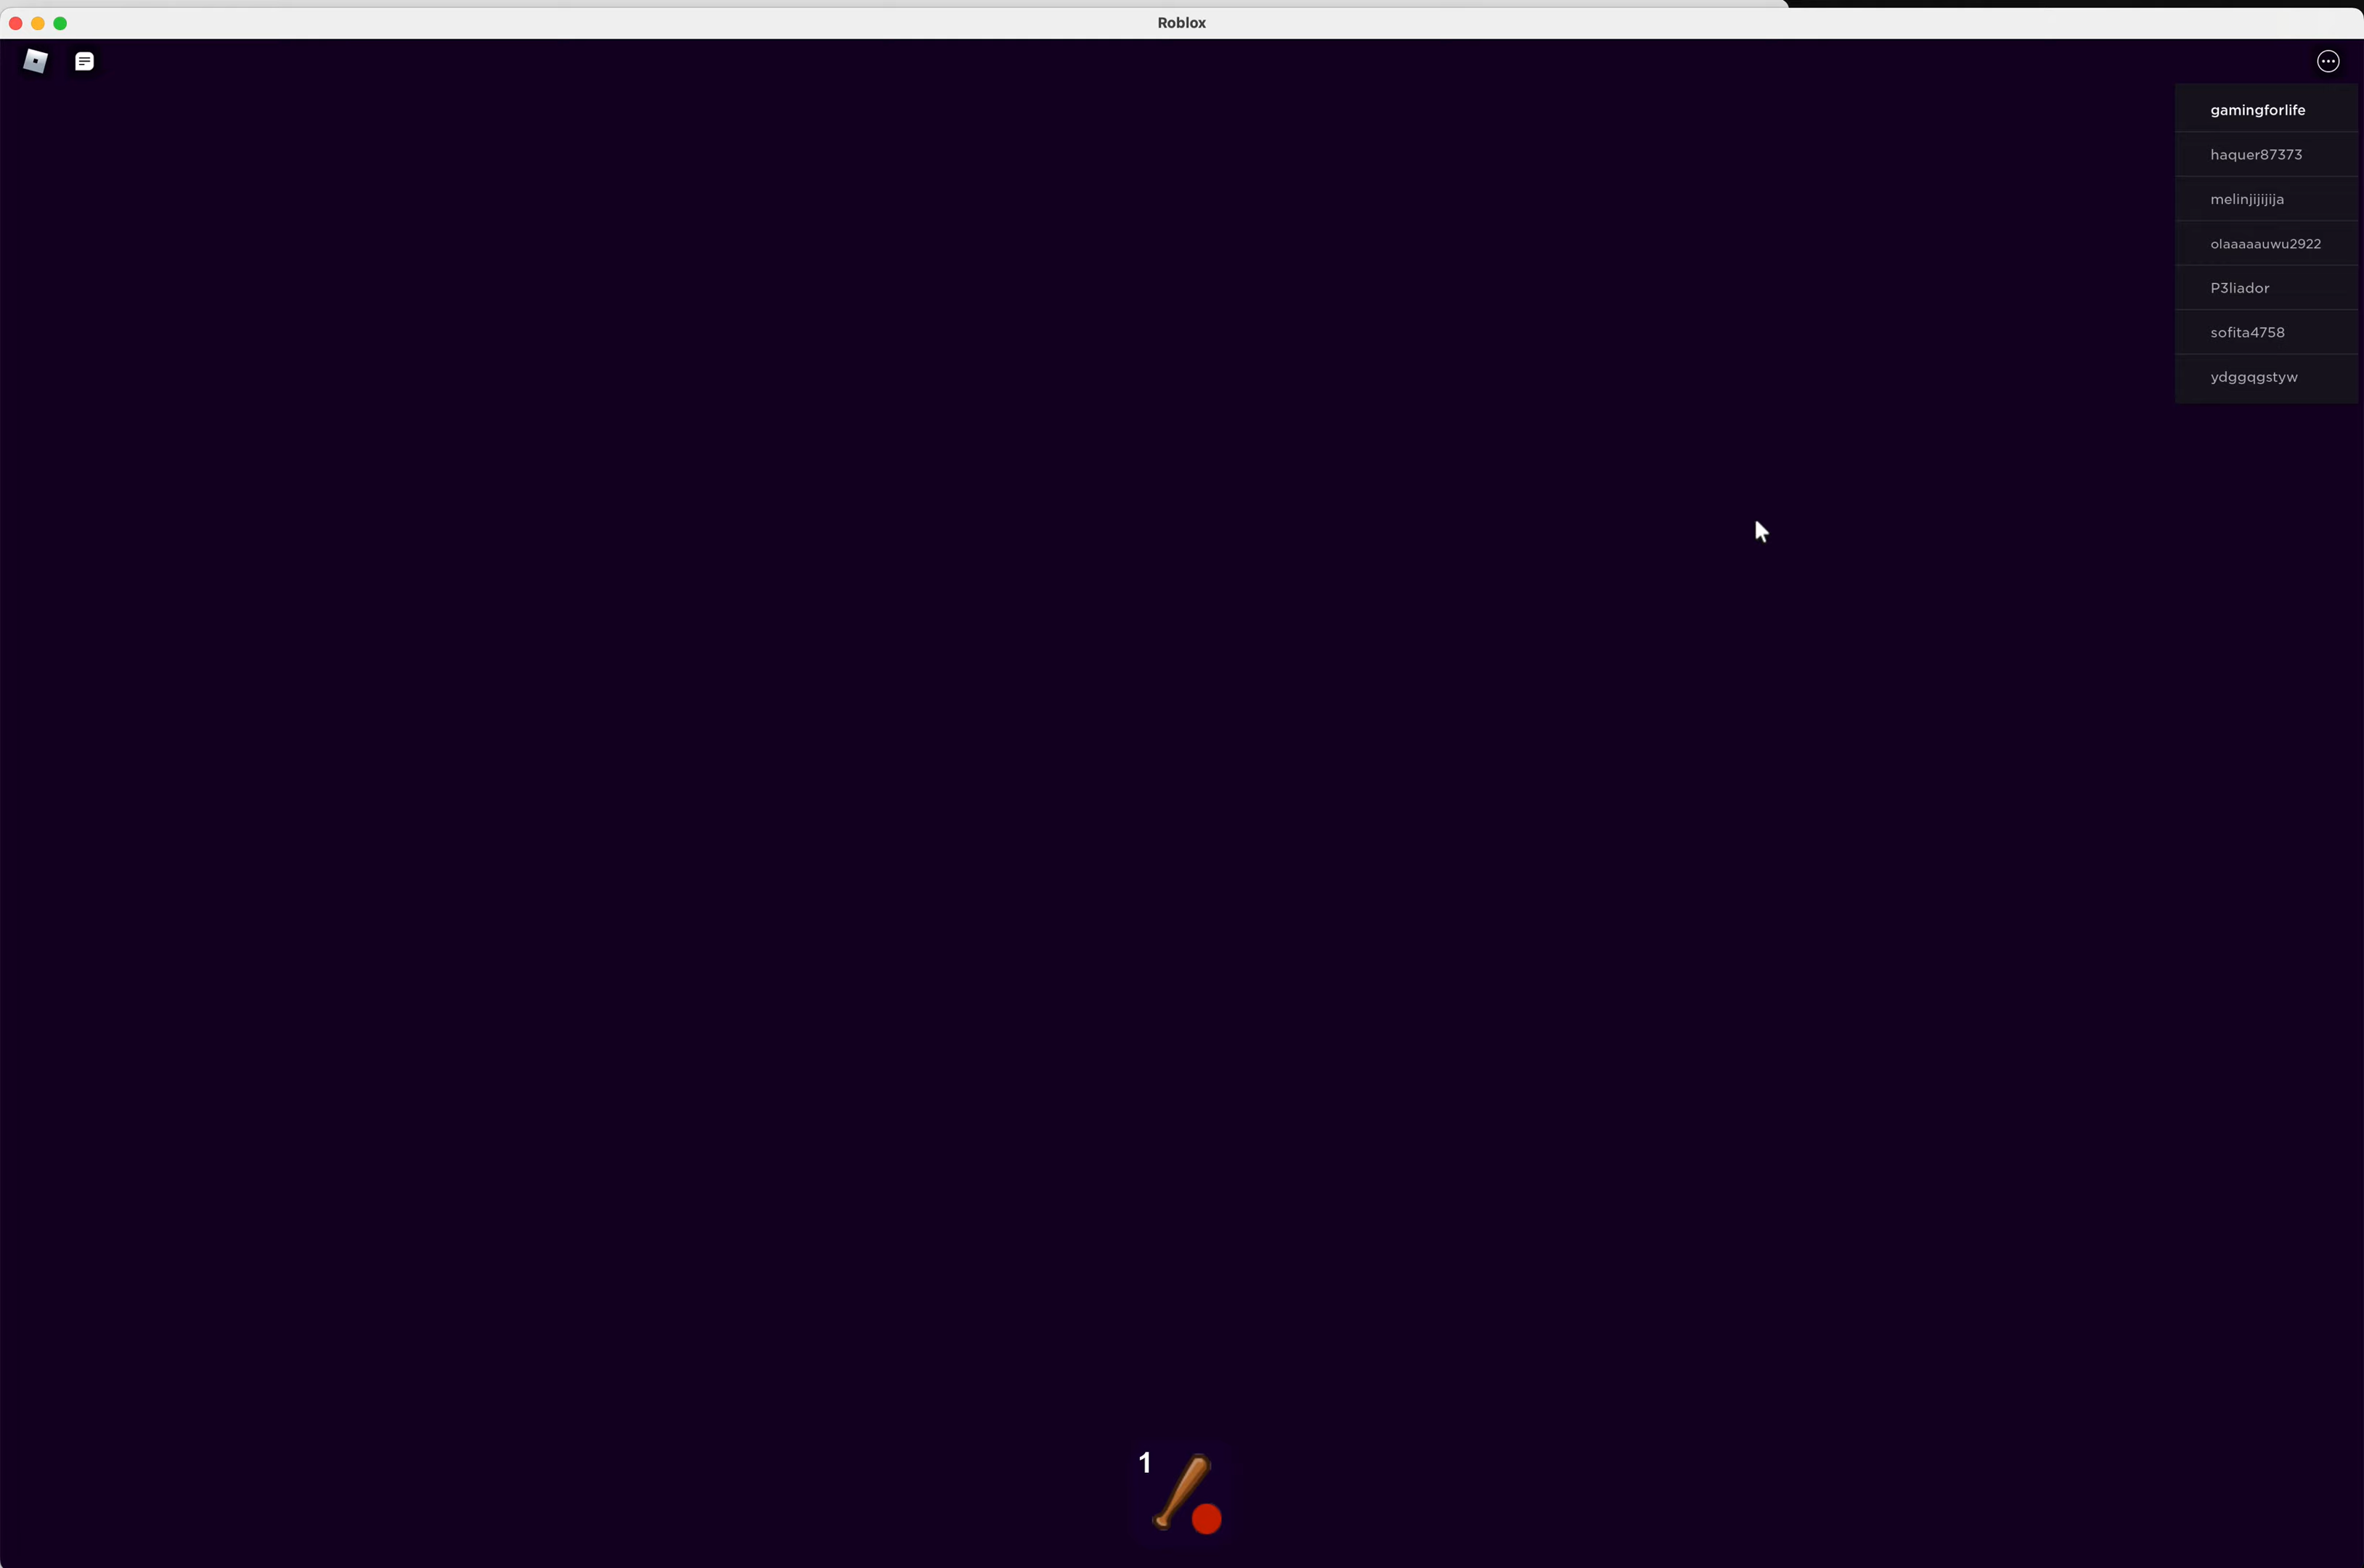 Roblox
gamingforlife
haquer87373
melinjijijija
olaaaaauwu2922
P3liador
sofita4758
ydggqgstyw
1